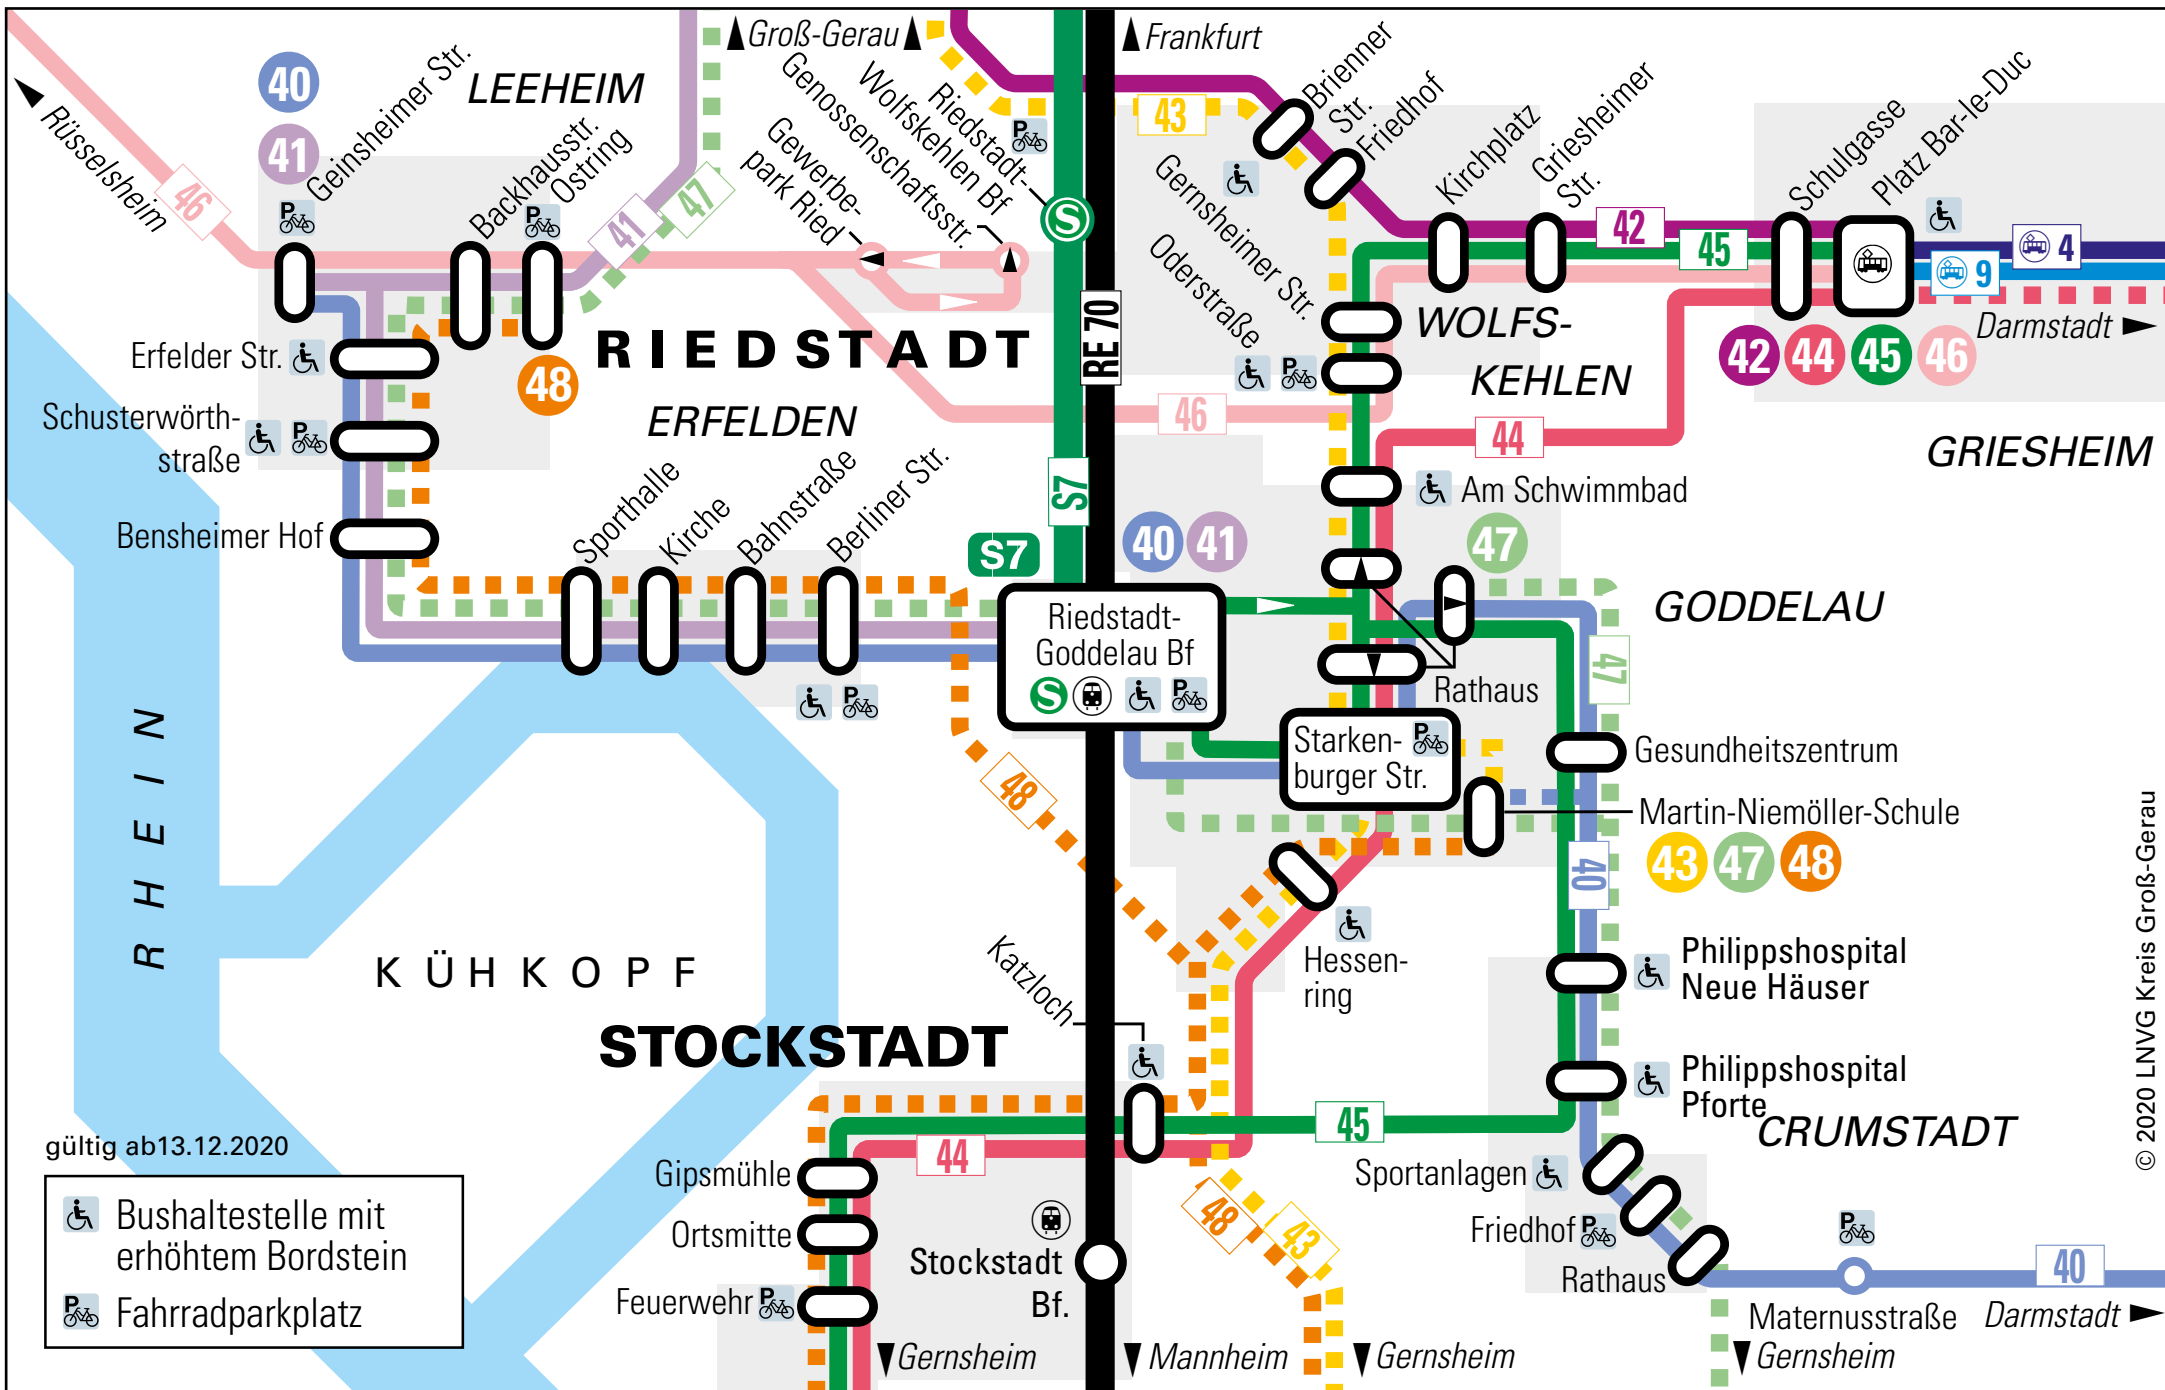 Groß-Gerau
Frankfurt
Rüsselsheim
40
41
46
Geinsheimer Str.
LEEHEIM
Backhausstr.
Ostring
41
47
48
Gewerbe-
park Ried
Genossenschaftsstr.
Riedstadt-
Wolfskehlen Bf
S
43
Brienner
Str.
Friedhof
Kirchplatz
Griesheimer
Str.
Schulgasse
Platz Bar-le-Duc
42
45
4
9
Darmstadt
42
44
45
46
Gernsheimer Str.
Oderstraße
WOLFS-
KEHLEN
GRIESHEIM
RIEDSTADT
RE 70
ERFELDEN
46
44
Erfelder Str.
Schusterwörth-
straße
Bensheimer Hof
Sporthalle
Kirche
Bahnstraße
Berliner Str.
S7
S7
40
41
Am Schwimmbad
47
GODDELAU
Riedstadt-
Goddelau Bf
S
Rathaus
47
Starken-
burger Str.
Gesundheitszentrum
Martin-Niemöller-Schule
43
47
48
48
40
RHEIN
KÜHKOPF
Katzloch
Hessen-
ring
Philippshospital
Neue Häuser
Philippshospital
Pforte
STOCKSTADT
CRUMSTADT
44
45
Gipsmühle
Ortsmitte
Feuerwehr
Stockstadt
Bf.
48
43
Sportanlagen
Friedhof
Rathaus
Maternusstraße
40
Darmstadt
Gernsheim
Mannheim
Gernsheim
Gernsheim
gültig ab13.12.2020
Bushaltestelle mit
erhöhtem Bordstein
P
Fahrradparkplatz
© 2020 LNVG Kreis Groß-Gerau